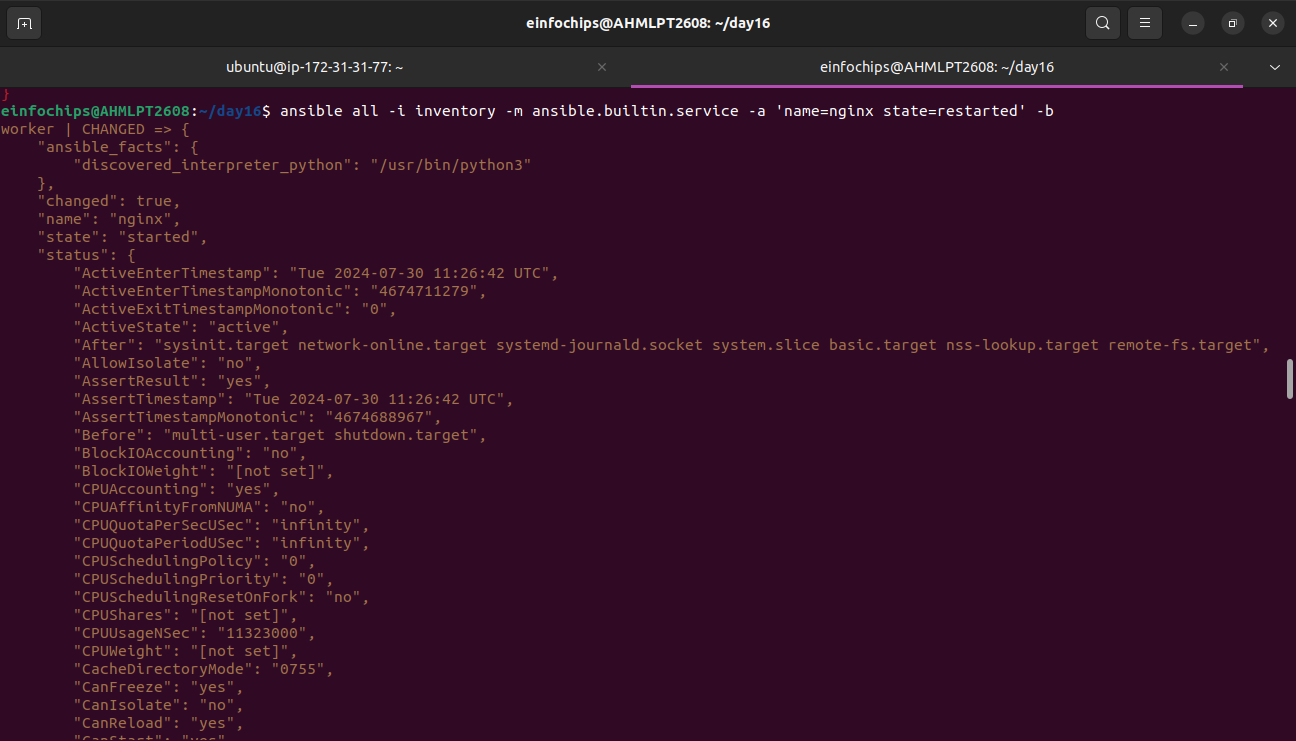 einfochips@AHMLPT2608: ~/day16
ubuntu@ip-172-31-31-77: ~
einfochips@AHMLPT2608: ~/day16
}
einfochips@AHMLPT2608:~/day16$ ansible all -i inventory -m ansible.builtin.service -a 'name=nginx state=restarted' -b
worker | CHANGED => {
    "ansible_facts": {
        "discovered_interpreter_python": "/usr/bin/python3"
    },
    "changed": true,
    "name": "nginx",
    "state": "started",
    "status": {
        "ActiveEnterTimestamp": "Tue 2024-07-30 11:26:42 UTC",
        "ActiveEnterTimestampMonotonic": "4674711279",
        "ActiveExitTimestampMonotonic": "0",
        "ActiveState": "active",
        "After": "sysinit.target network-online.target systemd-journald.socket system.slice basic.target nss-lookup.target remote-fs.target",
        "AllowIsolate": "no",
        "AssertResult": "yes",
        "AssertTimestamp": "Tue 2024-07-30 11:26:42 UTC",
        "AssertTimestampMonotonic": "4674688967",
        "Before": "multi-user.target shutdown.target",
        "BlockIOAccounting": "no",
        "BlockIOWeight": "[not set]",
        "CPUAccounting": "yes",
        "CPUAffinityFromNUMA": "no",
        "CPUQuotaPerSecUSec": "infinity",
        "CPUQuotaPeriodUSec": "infinity",
        "CPUSchedulingPolicy": "0",
        "CPUSchedulingPriority": "0",
        "CPUSchedulingResetOnFork": "no",
        "CPUShares": "[not set]",
        "CPUUsageNSec": "11323000",
        "CPUWeight": "[not set]",
        "CacheDirectoryMode": "0755",
        "CanFreeze": "yes",
        "CanIsolate": "no",
        "CanReload": "yes",
        "CanStart": "yes"